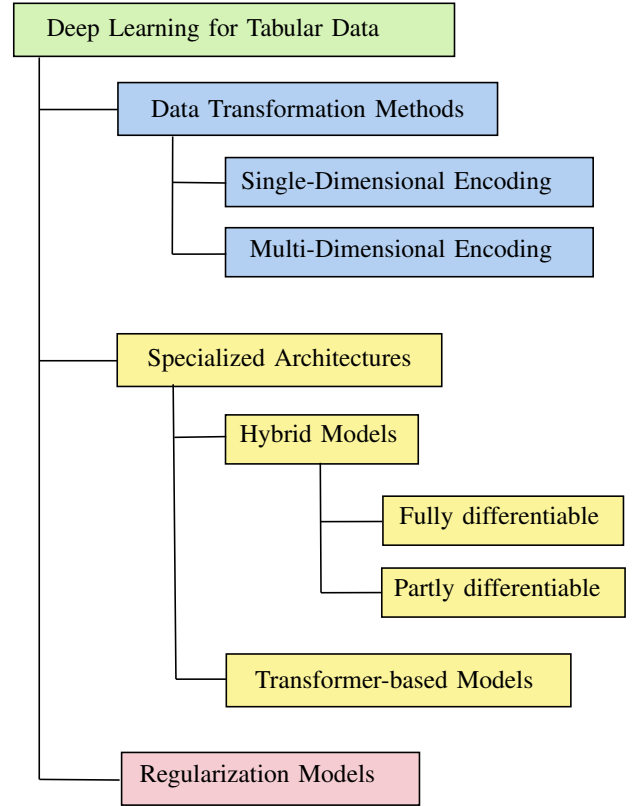 Deep Learning for Tabular Data
Data Transformation Methods
Single-Dimensional Encoding
Multi-Dimensional Encoding
Specialized Architectures
Hybrid Models
Fully differentiable
Partly differentiable
Transformer-based Models
Regularization Models